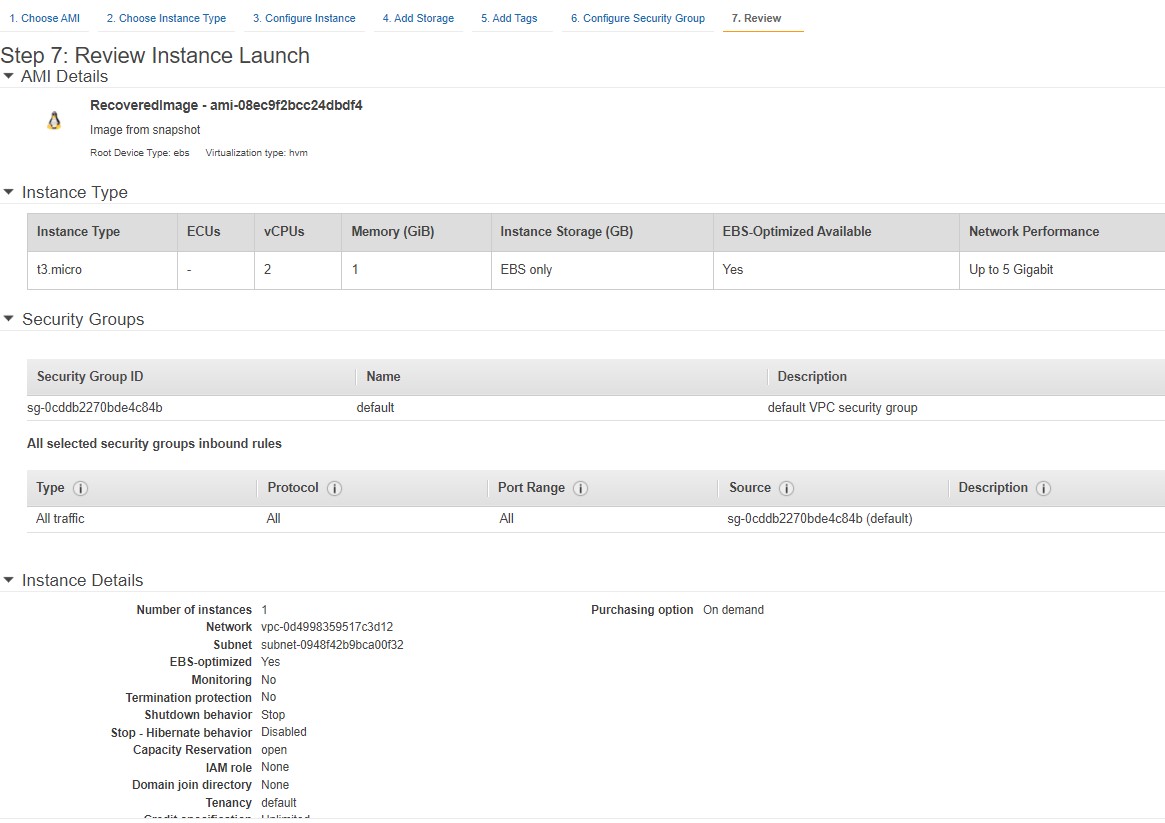 1. Choose AMI 2. Choose Instance Type 3. Configure Instance 4. Add Storage 5. Add Tags 6. Configure Security Group 7. Review
Step 7: Review Instance Launch
AMI Details
RecoveredImage - ami-08ec9f2bcc24dbdf4
Image from snapshot
Root Device Type: ebs Virtualization type: hvm
Instance Type
Instance Type ECUs vCPUs Memory (GiB) Instance Storage (GB) EBS-Optimized Available Network Performance
t3.micro - 2 1 EBS only Yes Up to 5 Gigabit
Security Groups
Security Group ID Name Description
sg-0cddb2270bde4c84b default default VPC security group
All selected security groups inbound rules
Type Protocol Port Range Source Description
All traffic All All sg-0cddb2270bde4c84b (default)
Instance Details
Number of instances 1 Purchasing option On demand
Network vpc-0d4998359517c3d12
Subnet subnet-0948f42b9bca00f32
EBS-optimized Yes
Monitoring No
Termination protection No
Shutdown behavior Stop
Stop - Hibernate behavior Disabled
Capacity Reservation open
IAM role None
Domain join directory None
Tenancy default
Credit specification Unlimited